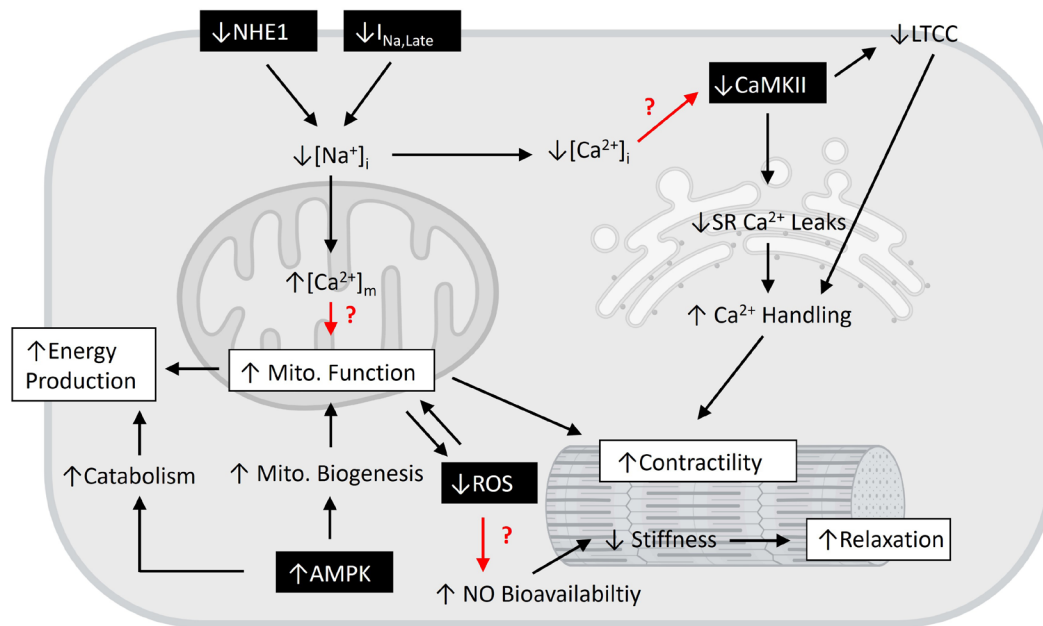 ↓NHE1
↓I_Na,Late
↓LTCC
↓CaMKII
?
↓[Na⁺]ᵢ
↓[Ca²⁺]ᵢ
↓SR Ca²⁺ Leaks
↑[Ca²⁺]ₘ
?
↑ Ca²⁺ Handling
↑Energy
Production
↑ Mito. Function
↑Contractility
↑Catabolism
↑ Mito. Biogenesis
↓ROS
?
↓ Stiffness
↑Relaxation
↑AMPK
↑ NO Bioavailabiltiy